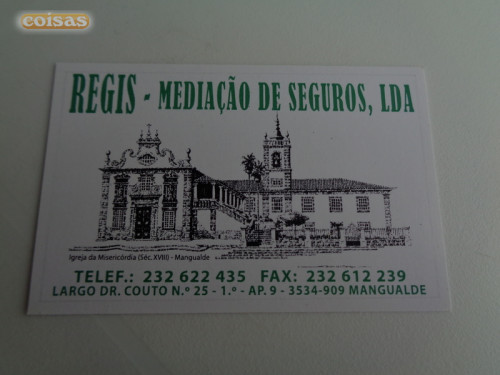 coisas
REGIS - MEDIAÇÃO DE SEGUROS, LDA
Igreja da Misericórdia (Séc. XVIII) - Mangualde
TELEF.: 232 622 435 FAX: 232 612 239
LARGO DR. COUTO N.º 25 - 1.º - AP. 9 - 3534-909 MANGUALDE